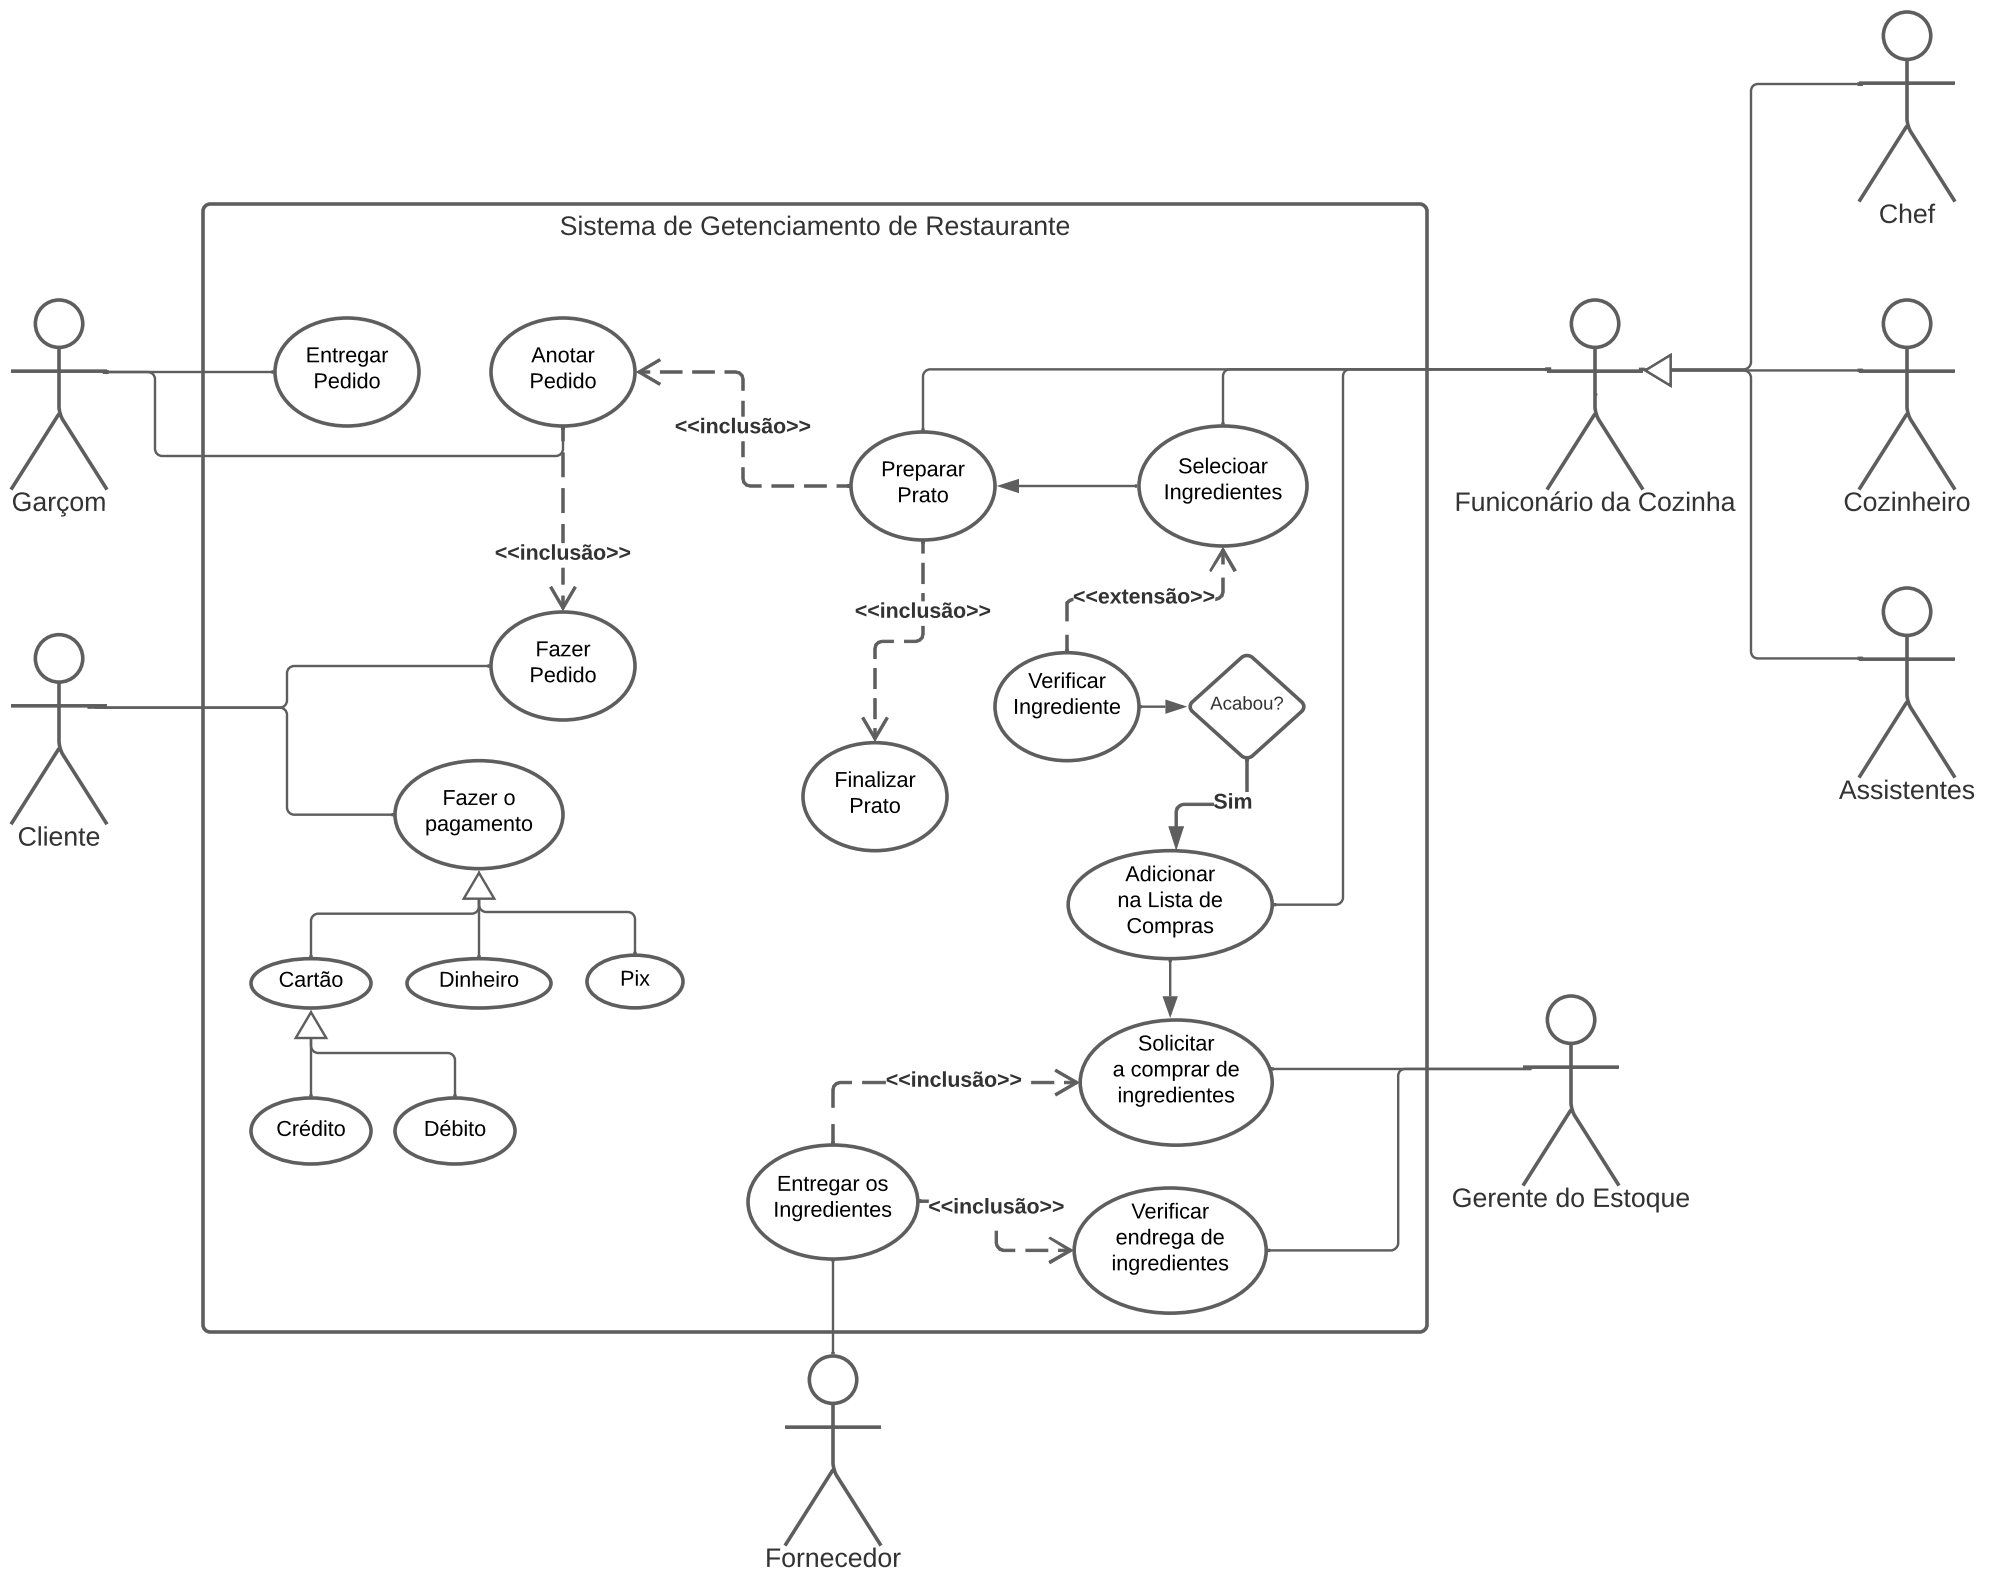 Chef
Sistema de Getenciamento de Restaurante
Entregar
Pedido
Anotar
Pedido
<<inclusão>>
Preparar
Prato
Selecioar
Ingredientes
Garçom
Funiconário da Cozinha
Cozinheiro
<<inclusão>>
<<inclusão>>
<<extensão>>
Fazer
Pedido
Verificar
Ingrediente
Acabou?
Finalizar
Prato
Sim
Assistentes
Cliente
Fazer o
pagamento
Adicionar
na Lista de
Compras
Cartão
Dinheiro
Pix
Crédito
Débito
<<inclusão>>
Solicitar
a comprar de
ingredientes
Entregar os
Ingredientes
<<inclusão>>
Verificar
endrega de
ingredientes
Gerente do Estoque
Fornecedor